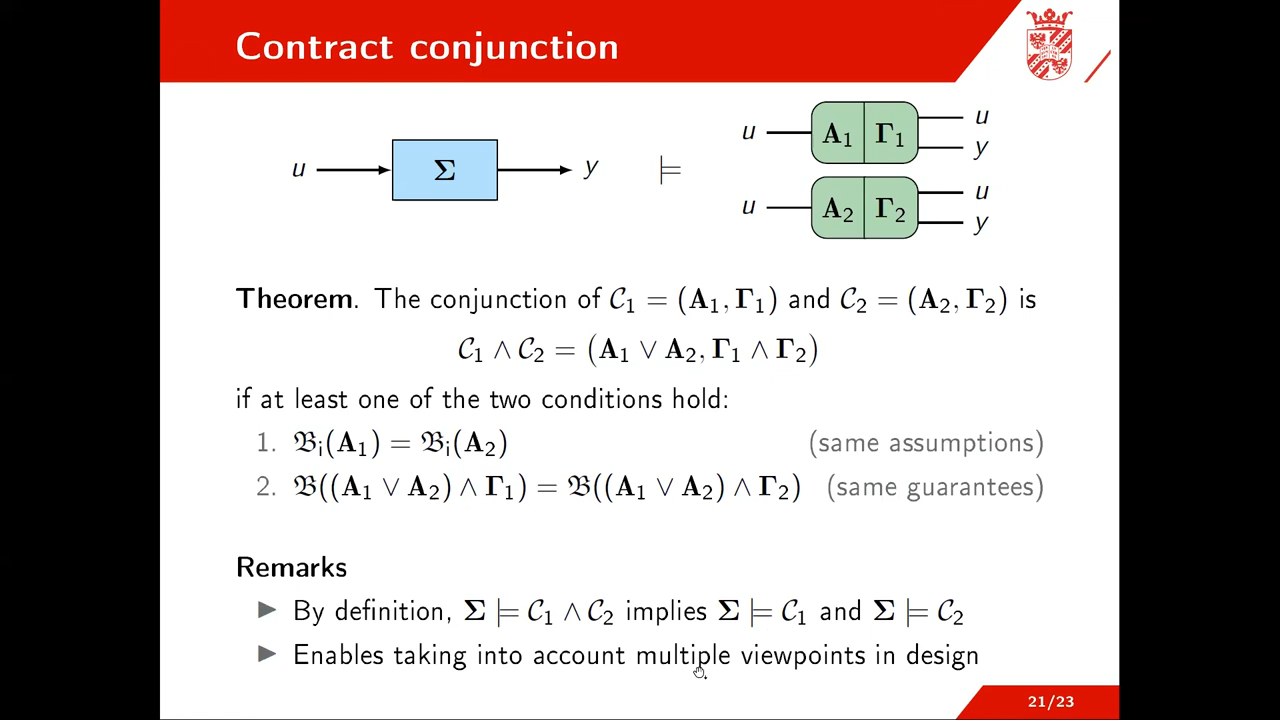 Contract conjunction
u Σ y ⊨ u A₁ Γ₁ u y
u A₂ Γ₂ u y
Theorem. The conjunction of 𝒞₁ = (A₁, Γ₁) and 𝒞₂ = (A₂, Γ₂) is
𝒞₁ ∧ 𝒞₂ = (A₁ ∨ A₂, Γ₁ ∧ Γ₂)
if at least one of the two conditions hold:
1. 𝔅ᵢ(A₁) = 𝔅ᵢ(A₂) (same assumptions)
2. 𝔅((A₁ ∨ A₂) ∧ Γ₁) = 𝔅((A₁ ∨ A₂) ∧ Γ₂) (same guarantees)
Remarks
▶ By definition, Σ ⊨ 𝒞₁ ∧ 𝒞₂ implies Σ ⊨ 𝒞₁ and Σ ⊨ 𝒞₂
▶ Enables taking into account multiple viewpoints in design
21/23